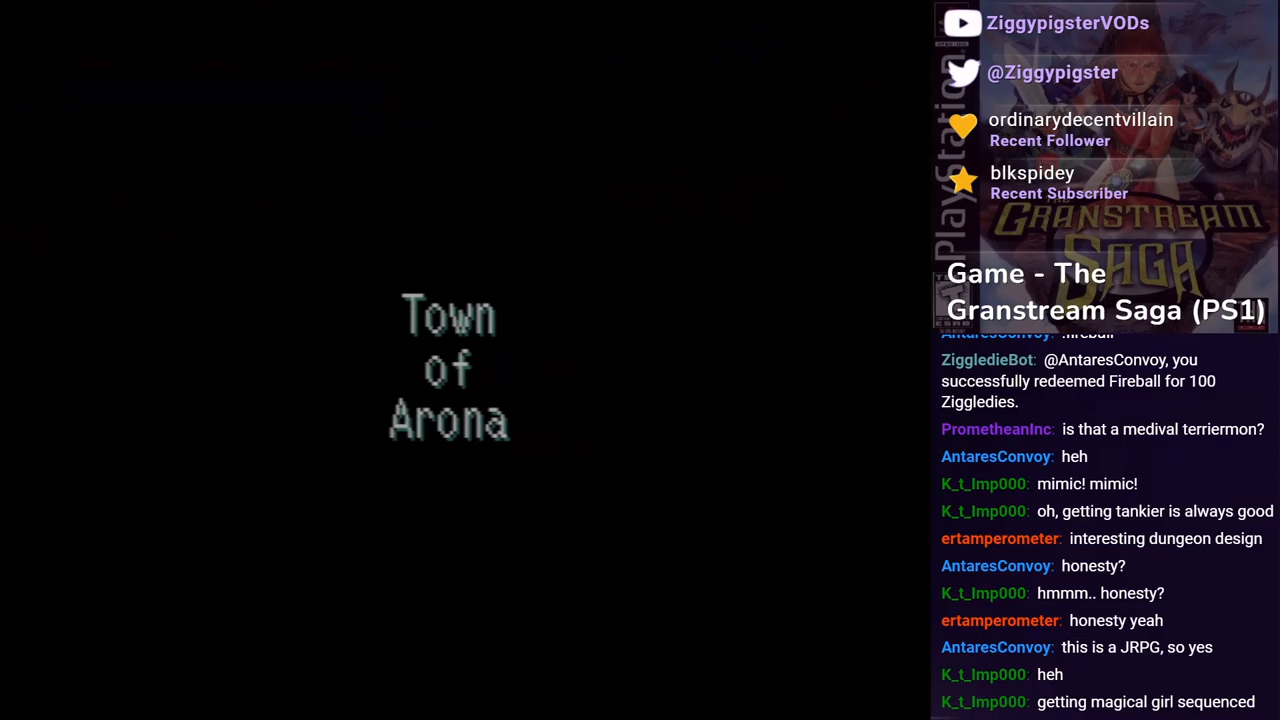 Town
of
Arona
ZiggypigsterVODs
@Ziggypigster
ordinarydecentvillain
Recent Follower
blkspidey
Recent Subscriber
PlayStation
THE
GRANSTREAM
SAGA
Game - The
Granstream Saga (PS1)
AntaresConvoy: !fireball
ZiggledieBot: @AntaresConvoy, you
successfully redeemed Fireball for 100
Ziggledies.
PrometheanInc: is that a medival terriermon?
AntaresConvoy: heh
K_t_Imp000: mimic! mimic!
K_t_Imp000: oh, getting tankier is always good
ertamperometer: interesting dungeon design
AntaresConvoy: honesty?
K_t_Imp000: hmmm.. honesty?
ertamperometer: honesty yeah
AntaresConvoy: this is a JRPG, so yes
K_t_Imp000: heh
K_t_Imp000: getting magical girl sequenced